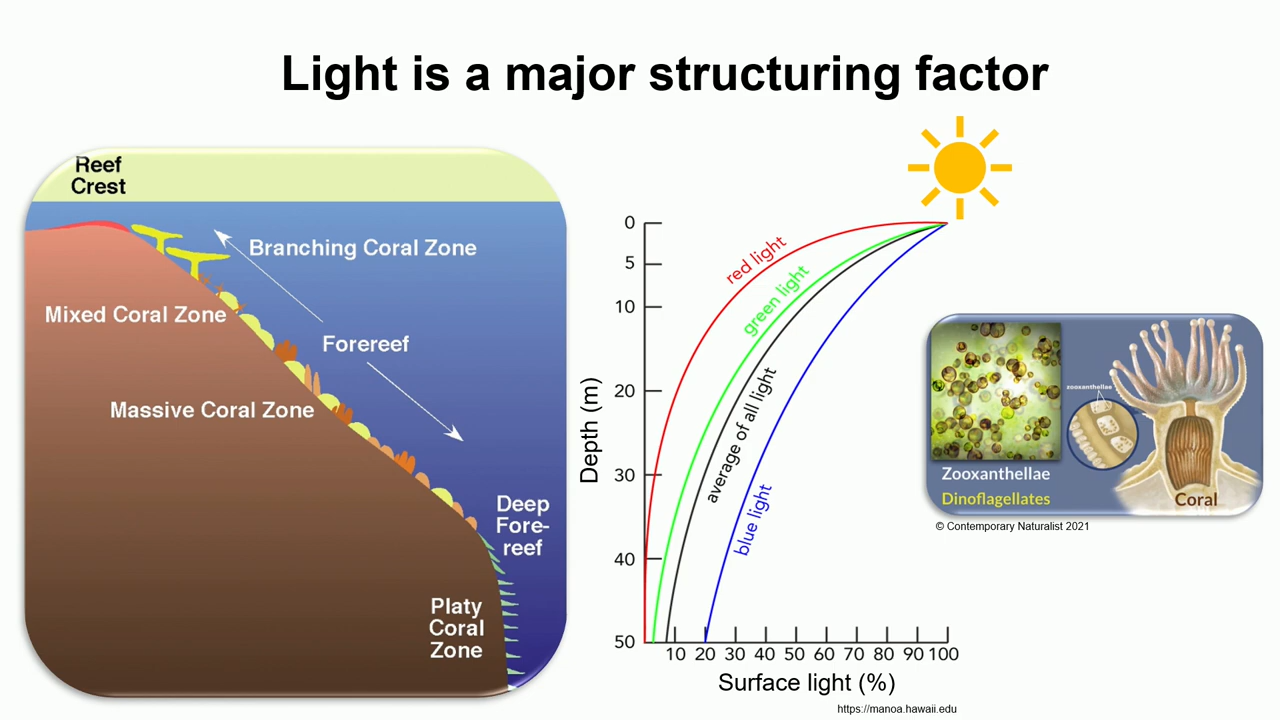 Light is a major structuring factor
Reef
Crest
Branching Coral Zone
Mixed Coral Zone
Forereef
Massive Coral Zone
Deep
Fore-
reef
Platy
Coral
Zone
0
5
10
20
30
40
50
Depth (m)
red light
green light
average of all light
blue light
10 20 30 40 50 60 70 80 90 100
Surface light (%)
https://manoa.hawaii.edu
zooxanthellae
Zooxanthellae
Dinoflagellates
Coral
© Contemporary Naturalist 2021